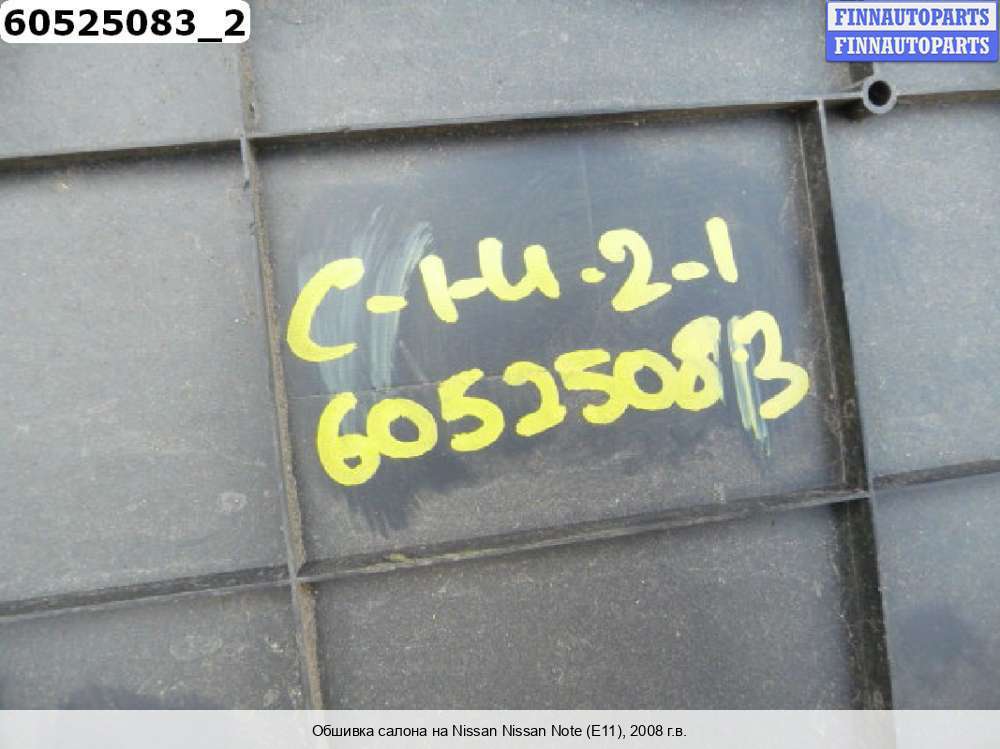 60525083_2
FINNAUTOPARTS
FINNAUTOPARTS
С-1-И-2-1
60525083
Обшивка салона на Nissan Nissan Note (E11), 2008 г.в.